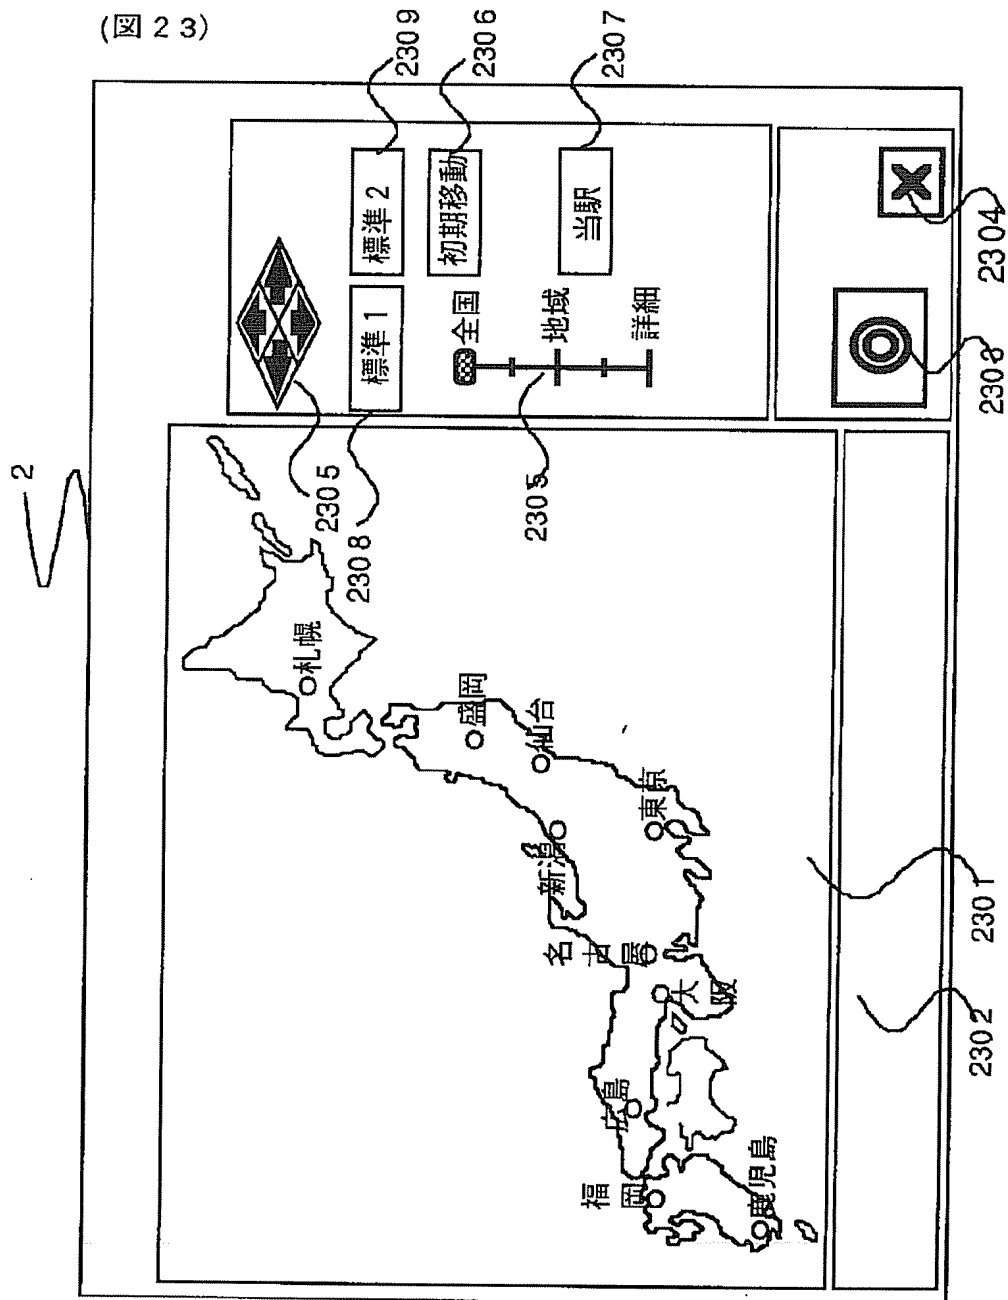 (図23)
2
2309
2306
2307
標準2
初期移動
当駅
標準1
全国
地域
詳細
2305
2308
2305
2304
2303
札幌
盛岡
仙台
新潟
東京
名古屋
大阪
広島
福岡
鹿児島
2301
2302